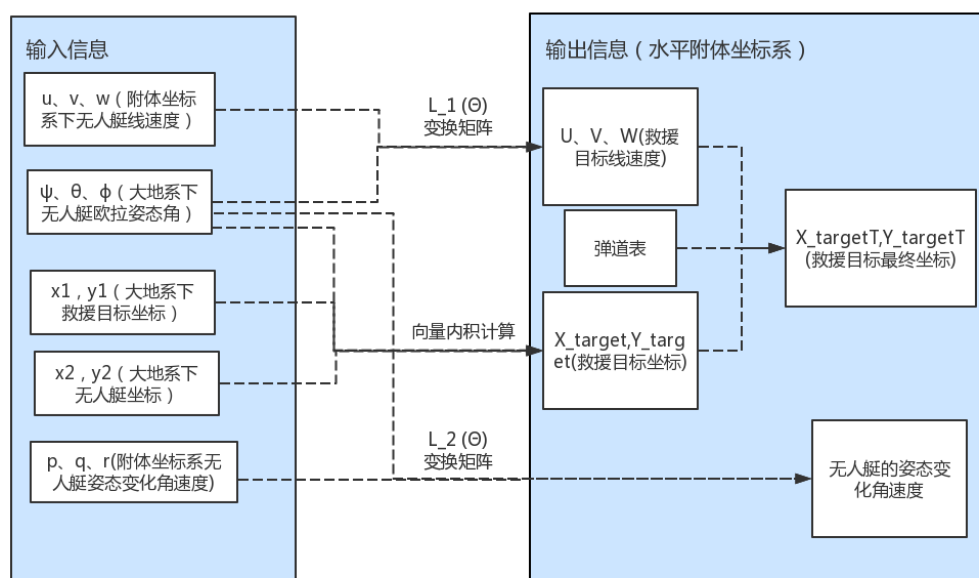 输入信息
u、v、w（附体坐标
系下无人艇线速度）
ψ、θ、ϕ（大地系下
无人艇欧拉姿态角）
x1，y1（大地系下
救援目标坐标）
x2，y2（大地系下
无人艇坐标）
p、q、r(附体坐标系无
人艇姿态变化角速度)
L_1 (Θ)
变换矩阵
向量内积计算
L_2 (Θ)
变换矩阵
输出信息（水平附体坐标系）
U、V、W(救援
目标线速度)
弹道表
X_target,Y_targ
et(救援目标坐标)
X_targetT,Y_targetT
(救援目标最终坐标)
无人艇的姿态变
化角速度